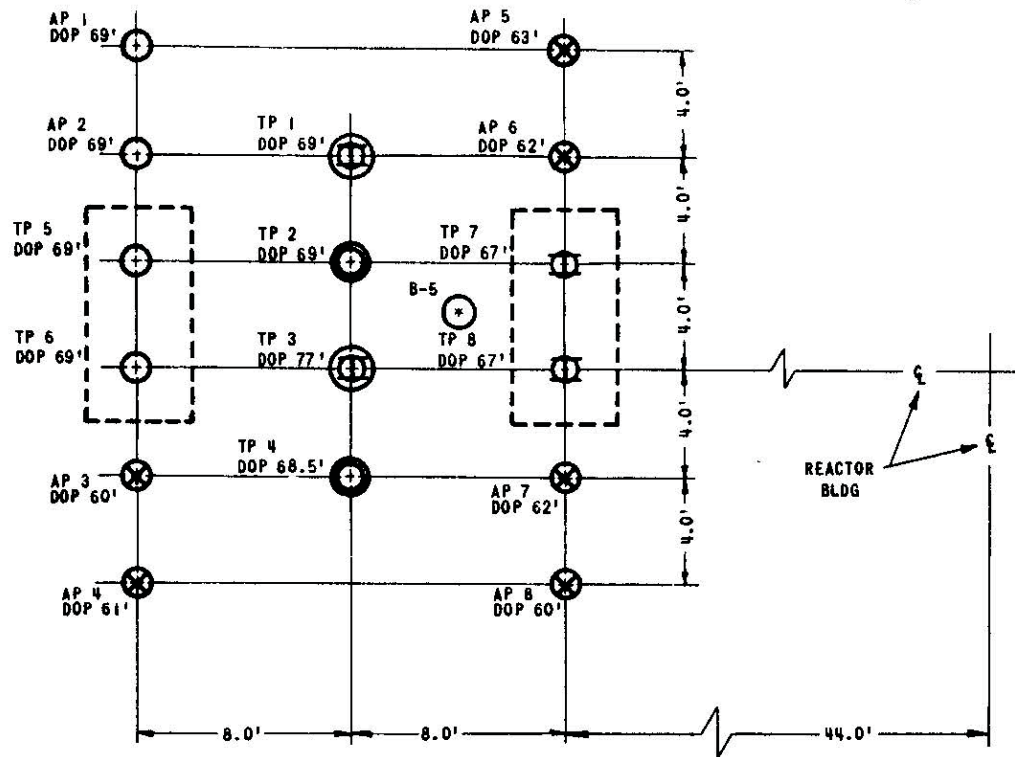 AP 1
DOP 69'
AP 5
DOP 63'
4.0'
AP 2
DOP 69'
TP 1
DOP 69'
AP 6
DOP 62'
4.0'
TP 5
DOP 69'
TP 2
DOP 69'
TP 7
DOP 67'
B-5
*
4.0'
TP 6
DOP 69'
TP 3
DOP 77'
TP 8
DOP 67'
℄
℄
REACTOR
BLDG
4.0'
AP 3
DOP 60'
TP 4
DOP 68.5'
AP 7
DOP 62'
4.0'
AP 4
DOP 61'
AP 8
DOP 60'
8.0'
8.0'
44.0'